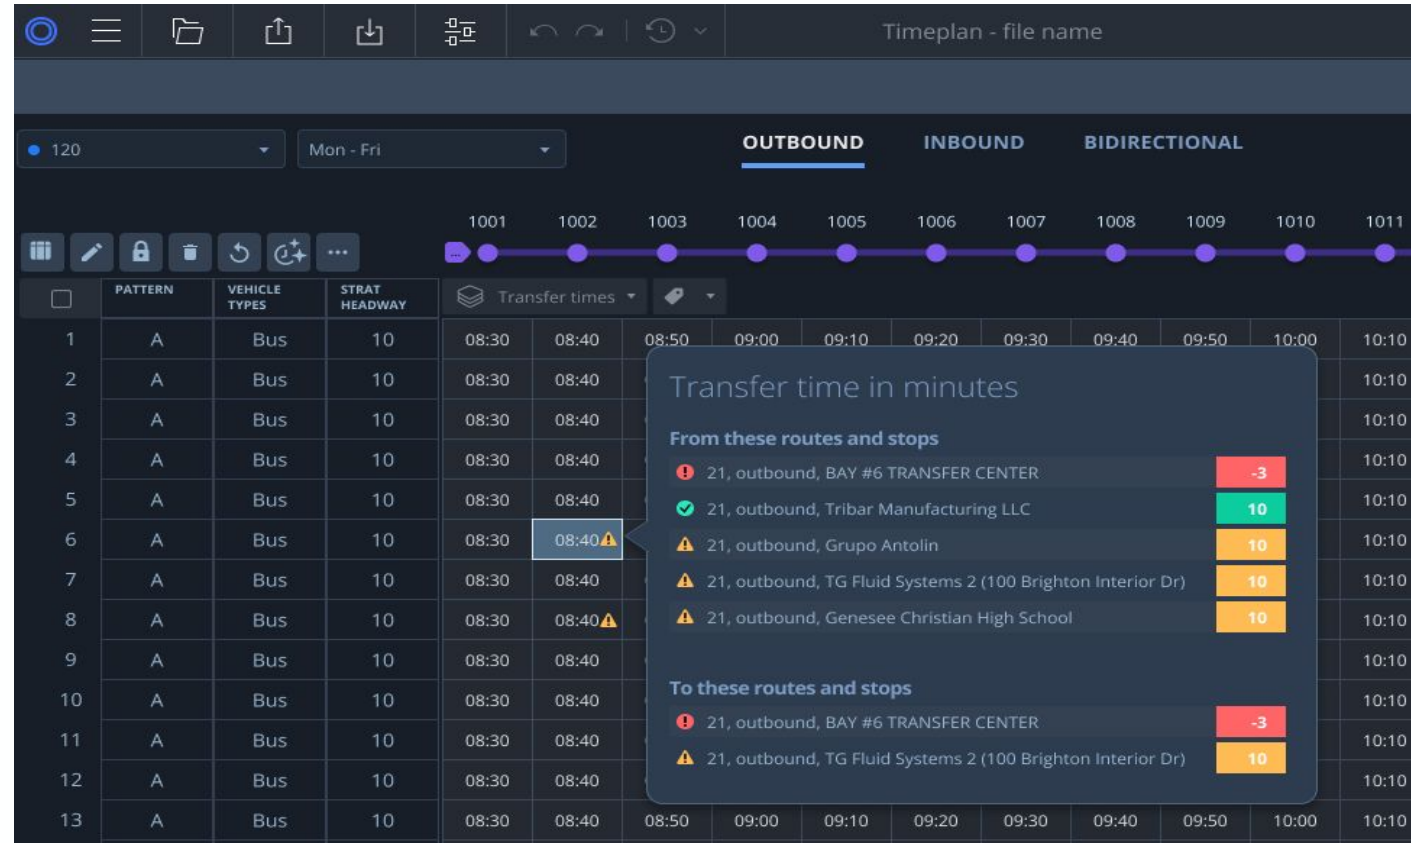 Timeplan - file name
120
Mon - Fri
OUTBOUND INBOUND BIDIRECTIONAL
1001 1002 1003 1004 1005 1006 1007 1008 1009 1010 1011
...
PATTERN VEHICLE TYPES STRAT HEADWAY Transfer times
1 A Bus 10 08:30 08:40 08:50 09:00 09:10 09:20 09:30 09:40 09:50 10:00 10:10
2 A Bus 10 08:30 08:40 10:10
3 A Bus 10 08:30 08:40 10:10
4 A Bus 10 08:30 08:40 10:10
5 A Bus 10 08:30 08:40 10:10
6 A Bus 10 08:30 08:40 10:10
7 A Bus 10 08:30 08:40 10:10
8 A Bus 10 08:30 08:40 10:10
9 A Bus 10 08:30 08:40 10:10
10 A Bus 10 08:30 08:40 10:10
11 A Bus 10 08:30 08:40 10:10
12 A Bus 10 08:30 08:40 10:10
13 A Bus 10 08:30 08:40 08:50 09:00 09:10 09:20 09:30 09:40 09:50 10:00 10:10
Transfer time in minutes
From these routes and stops
21, outbound, BAY #6 TRANSFER CENTER -3
21, outbound, Tribar Manufacturing LLC 10
21, outbound, Grupo Antolin 10
21, outbound, TG Fluid Systems 2 (100 Brighton Interior Dr) 10
21, outbound, Genesee Christian High School 10
To these routes and stops
21, outbound, BAY #6 TRANSFER CENTER -3
21, outbound, TG Fluid Systems 2 (100 Brighton Interior Dr) 10